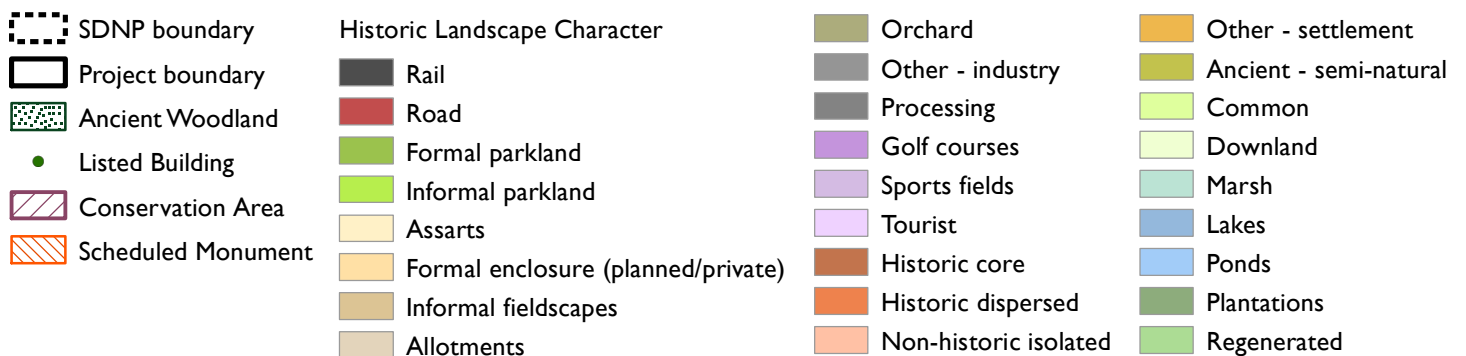 SDNP boundary
Project boundary
Ancient Woodland
Listed Building
Conservation Area
Scheduled Monument
Historic Landscape Character
Rail
Road
Formal parkland
Informal parkland
Assarts
Formal enclosure (planned/private)
Informal fieldscapes
Allotments
Orchard
Other - industry
Processing
Golf courses
Sports fields
Tourist
Historic core
Historic dispersed
Non-historic isolated
Other - settlement
Ancient - semi-natural
Common
Downland
Marsh
Lakes
Ponds
Plantations
Regenerated